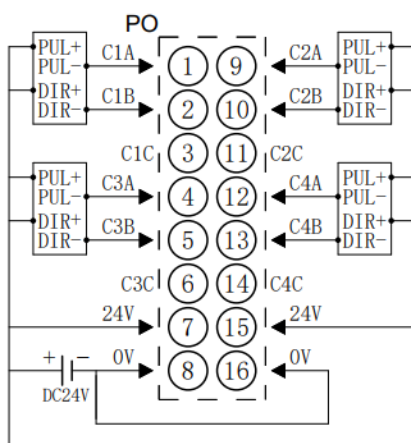 PO
PUL+ C1A 1 9 C2A PUL+
PUL- PUL-
DIR+ C1B 2 10 C2B DIR+
DIR- DIR-
C1C 3 11 C2C
PUL+ C3A 4 12 C4A PUL+
PUL- PUL-
DIR+ C3B 5 13 C4B DIR+
DIR- DIR-
C3C 6 14 C4C
24V 7 15 24V
+ - 0V 8 16 0V
DC24V